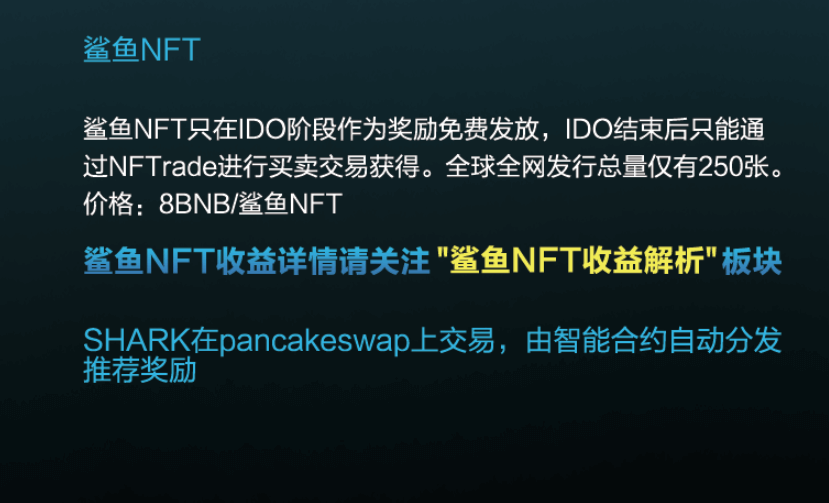 鲨鱼NFT
鲨鱼NFT只在IDO阶段作为奖励免费发放，IDO结束后只能通
过NFTrade进行买卖交易获得。全球全网发行总量仅有250张。
价格：8BNB/鲨鱼NFT
鲨鱼NFT收益详情请关注"鲨鱼NFT收益解析"板块
SHARK在pancakeswap上交易，由智能合约自动分发
推荐奖励